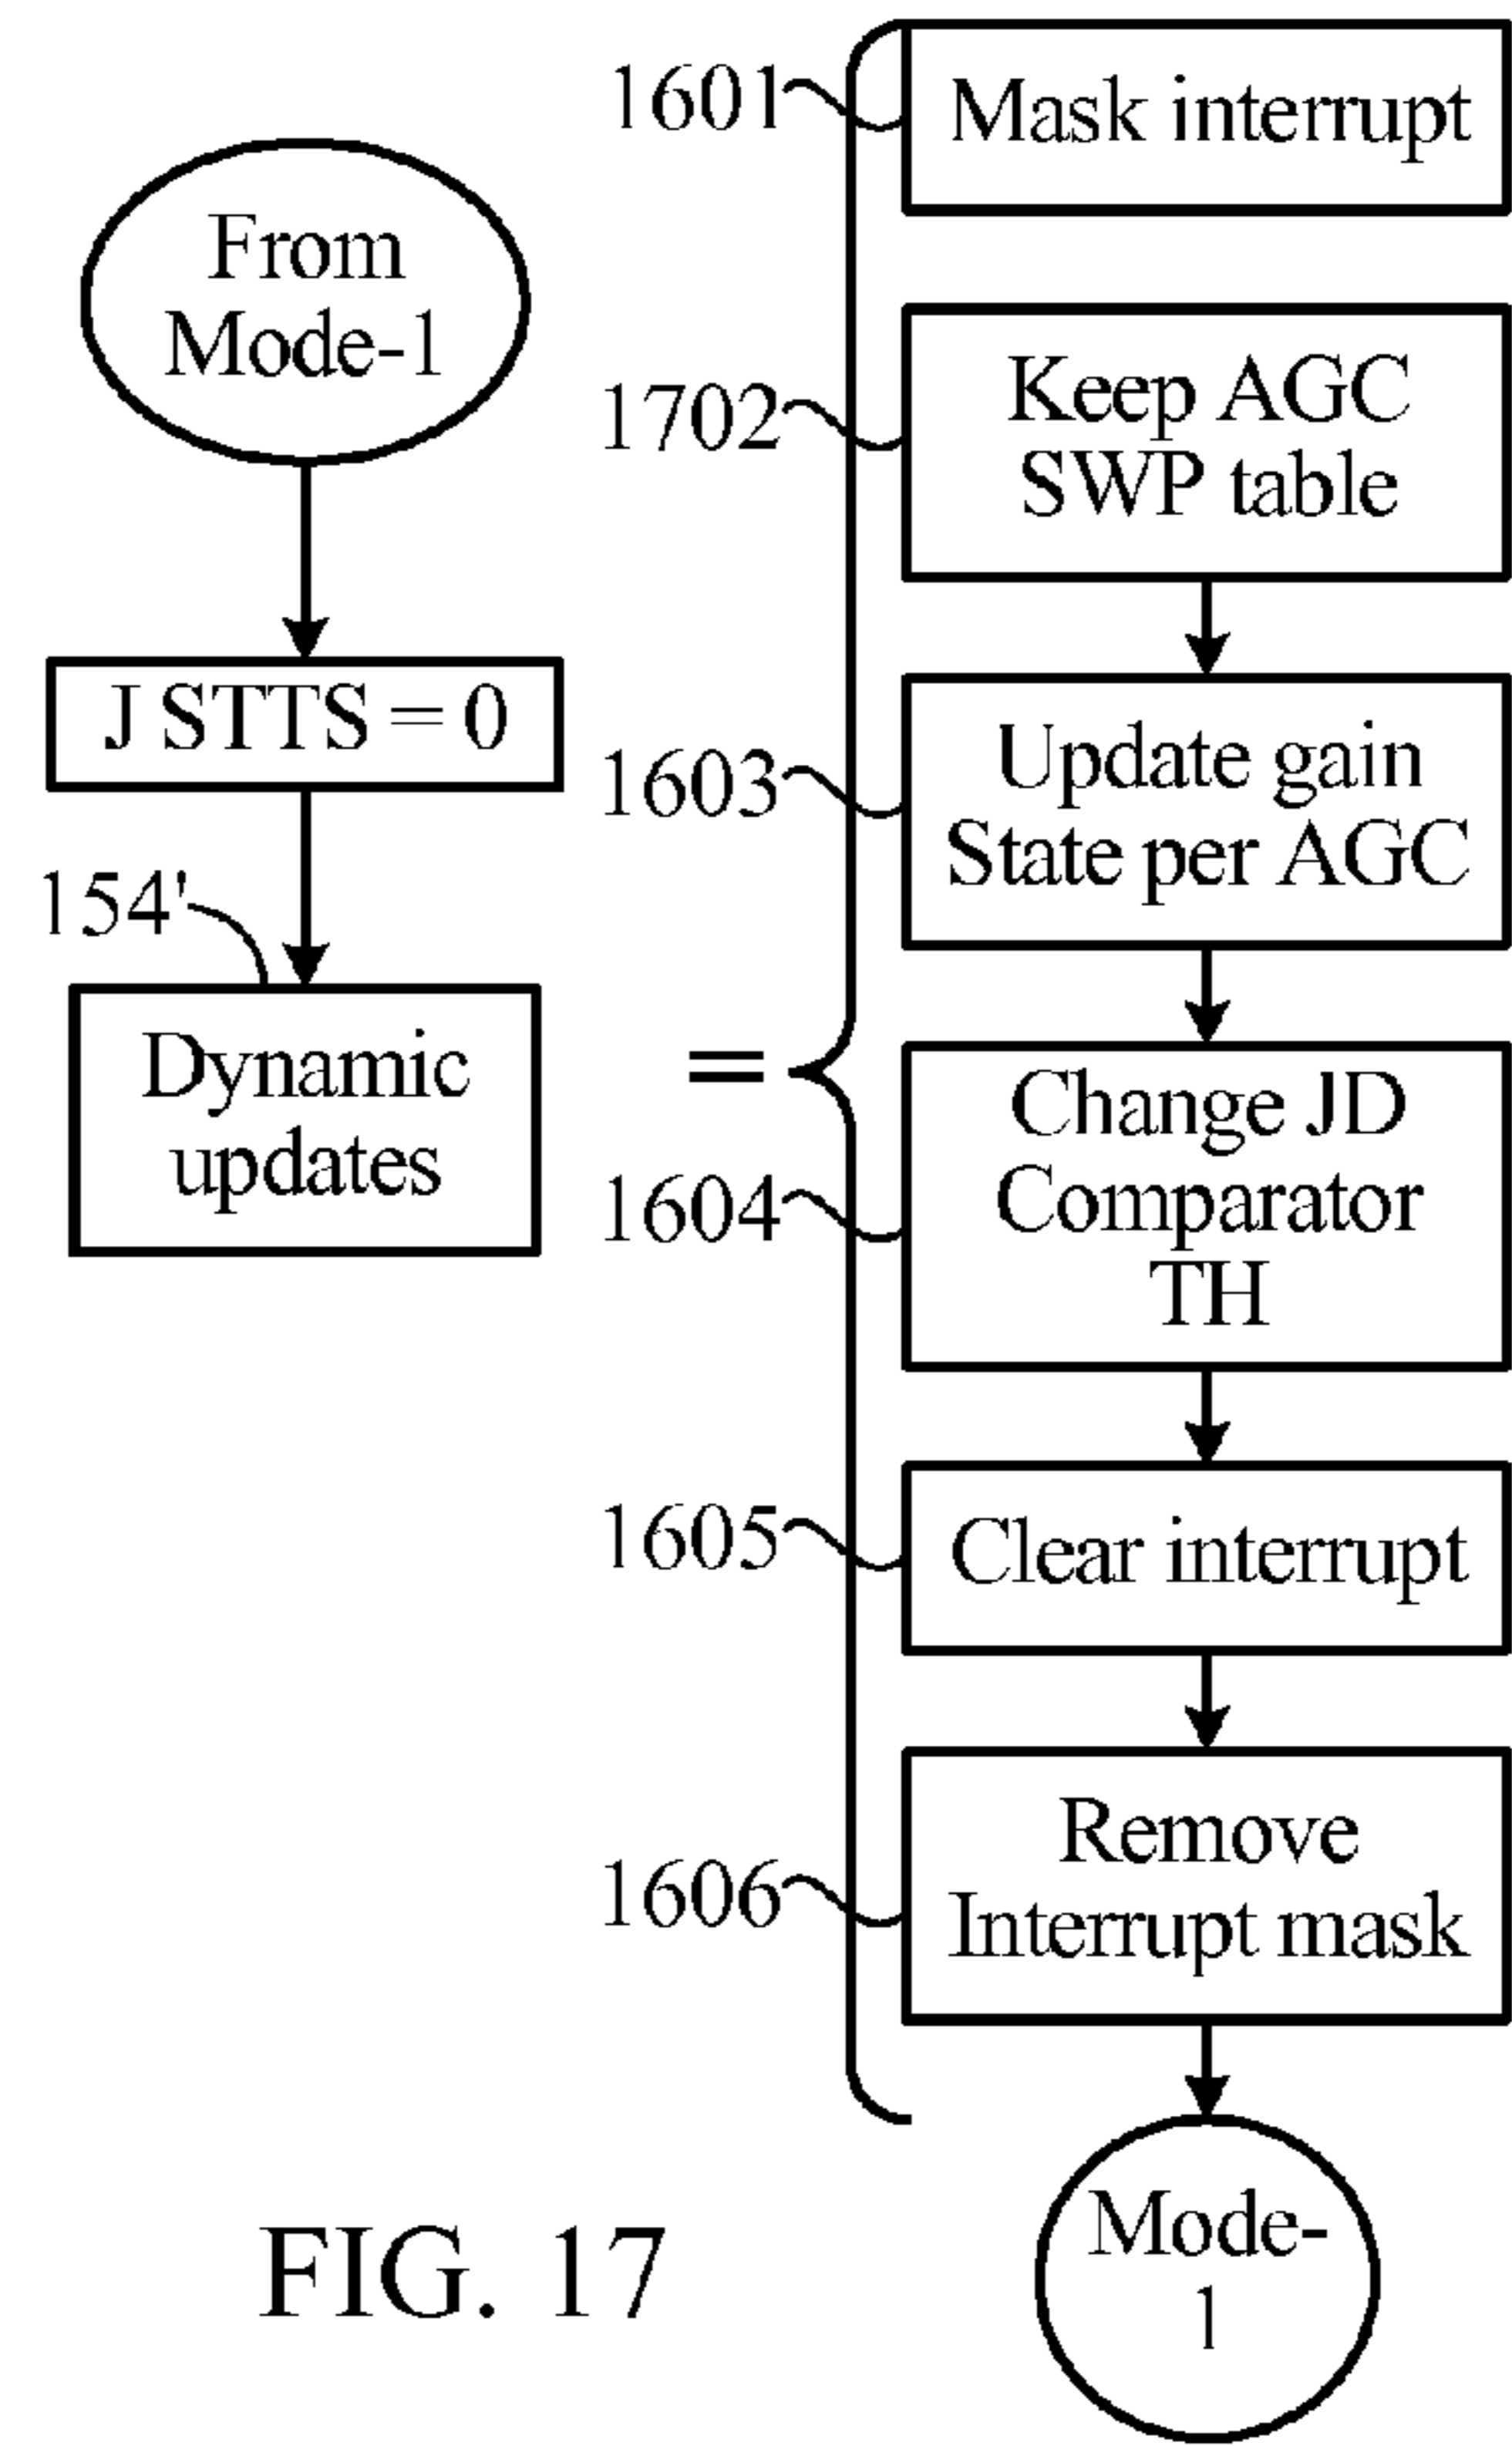 From
Mode-1
J STTS = 0
154'
Dynamic
updates
=
1601
Mask interrupt
1702
Keep AGC
SWP table
1603
Update gain
State per AGC
1604
Change JD
Comparator
TH
1605
Clear interrupt
1606
Remove
Interrupt mask
Mode-
1
FIG. 17